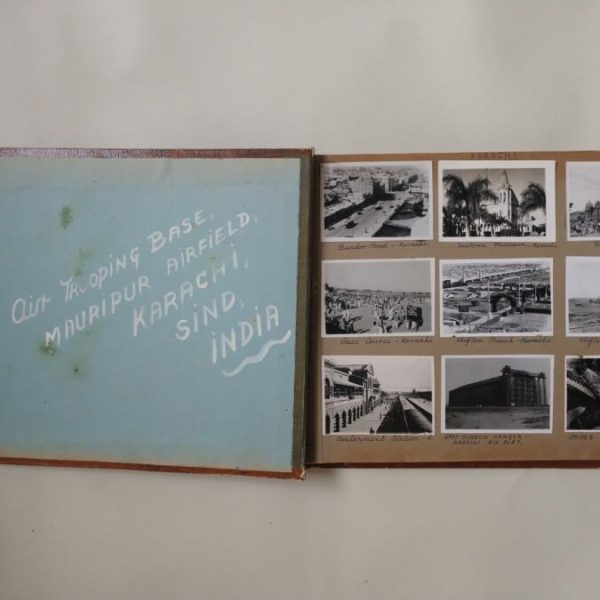 Air Trooping Base,
MAURIPUR AIRFIELD,
KARACHI,
SIND,
INDIA
KARACHI
Bunder Road - Karachi
Victoria Museum - Karachi
Race Course - Karachi
Clifton Beach - Karachi
Cantonment Station - K
HANGER -
KARACHI AIR PORT.